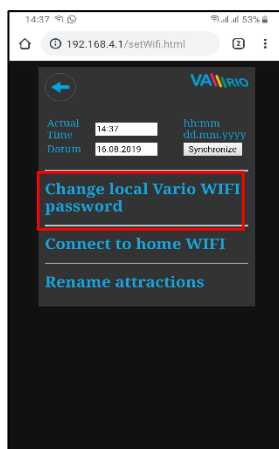 14:37
53%
192.168.4.1/setWifi.html
2
VARIO
Actual Time
14:37
hh:mm
dd.mm.yyyy
Datum
16.08.2019
Synchronize
Change local Vario WIFI
password
Connect to home WIFI
Rename attractions